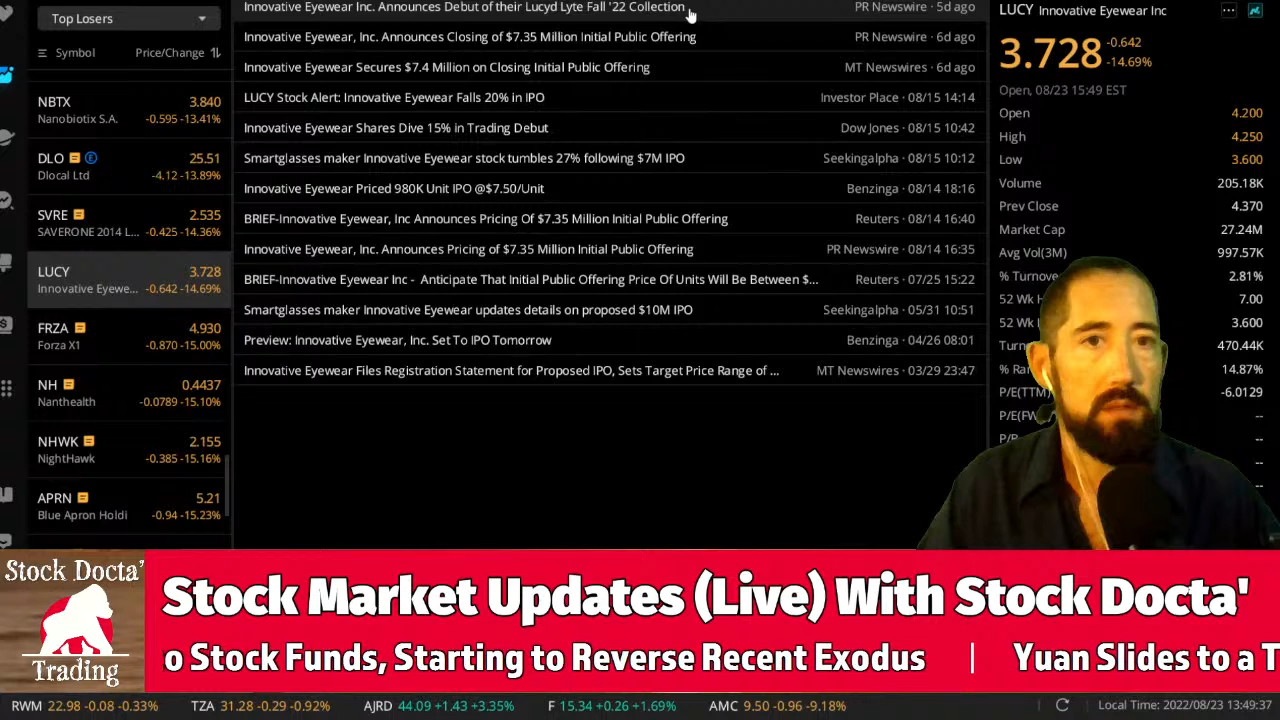 Top Losers
Symbol Price/Change
NBTX 3.840
Nanobiotix S.A. -0.595 -13.41%
DLO 25.51
Dlocal Ltd -4.12 -13.89%
SVRE 2.535
SAVERONE 2014 L... -0.425 -14.36%
LUCY 3.728
Innovative Eyewe... -0.642 -14.69%
FRZA 4.930
Forza X1 -0.870 -15.00%
NH 0.4437
Nanthealth -0.0789 -15.10%
NHWK 2.155
NightHawk -0.385 -15.16%
APRN 5.21
Blue Apron Holdi -0.94 -15.23%
Innovative Eyewear Inc. Announces Debut of their Lucyd Lyte Fall '22 Collection PR Newswire · 5d ago
Innovative Eyewear, Inc. Announces Closing of $7.35 Million Initial Public Offering PR Newswire · 6d ago
Innovative Eyewear Secures $7.4 Million on Closing Initial Public Offering MT Newswires · 6d ago
LUCY Stock Alert: Innovative Eyewear Falls 20% in IPO Investor Place · 08/15 14:14
Innovative Eyewear Shares Dive 15% in Trading Debut Dow Jones · 08/15 10:42
Smartglasses maker Innovative Eyewear stock tumbles 27% following $7M IPO Seekingalpha · 08/15 10:12
Innovative Eyewear Priced 980K Unit IPO @$7.50/Unit Benzinga · 08/14 18:16
BRIEF-Innovative Eyewear, Inc Announces Pricing Of $7.35 Million Initial Public Offering Reuters · 08/14 16:40
Innovative Eyewear, Inc. Announces Pricing of $7.35 Million Initial Public Offering PR Newswire · 08/14 16:35
BRIEF-Innovative Eyewear Inc - Anticipate That Initial Public Offering Price Of Units Will Be Between $... Reuters · 07/25 15:22
Smartglasses maker Innovative Eyewear updates details on proposed $10M IPO Seekingalpha · 05/31 10:51
Preview: Innovative Eyewear, Inc. Set To IPO Tomorrow Benzinga · 04/26 08:01
Innovative Eyewear Files Registration Statement for Proposed IPO, Sets Target Price Range of ... MT Newswires · 03/29 23:47
LUCY Innovative Eyewear Inc
3.728 -0.642
-14.69%
Open, 08/23 15:49 EST
Open 4.200
High 4.250
Low 3.600
Volume 205.18K
Prev Close 4.370
Market Cap 27.24M
Avg Vol(3M) 997.57K
% Turnove 2.81%
52 Wk H 7.00
52 Wk 3.600
Turn 470.44K
% Ra 14.87%
P/E(TTM) -6.0129
P/E(FW --
P/B --
--
--
Stock Docta'
Trading
Stock Market Updates (Live) With Stock Docta'
o Stock Funds, Starting to Reverse Recent Exodus | Yuan Slides to a T
RWM 22.98 -0.08 -0.33% TZA 31.28 -0.29 -0.92% AJRD 44.09 +1.43 +3.35% F 15.34 +0.26 +1.69% AMC 9.50 -0.96 -9.18% Local Time: 2022/08/23 13:49:37